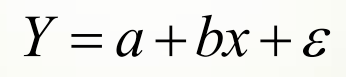 Y = a + bx + ε